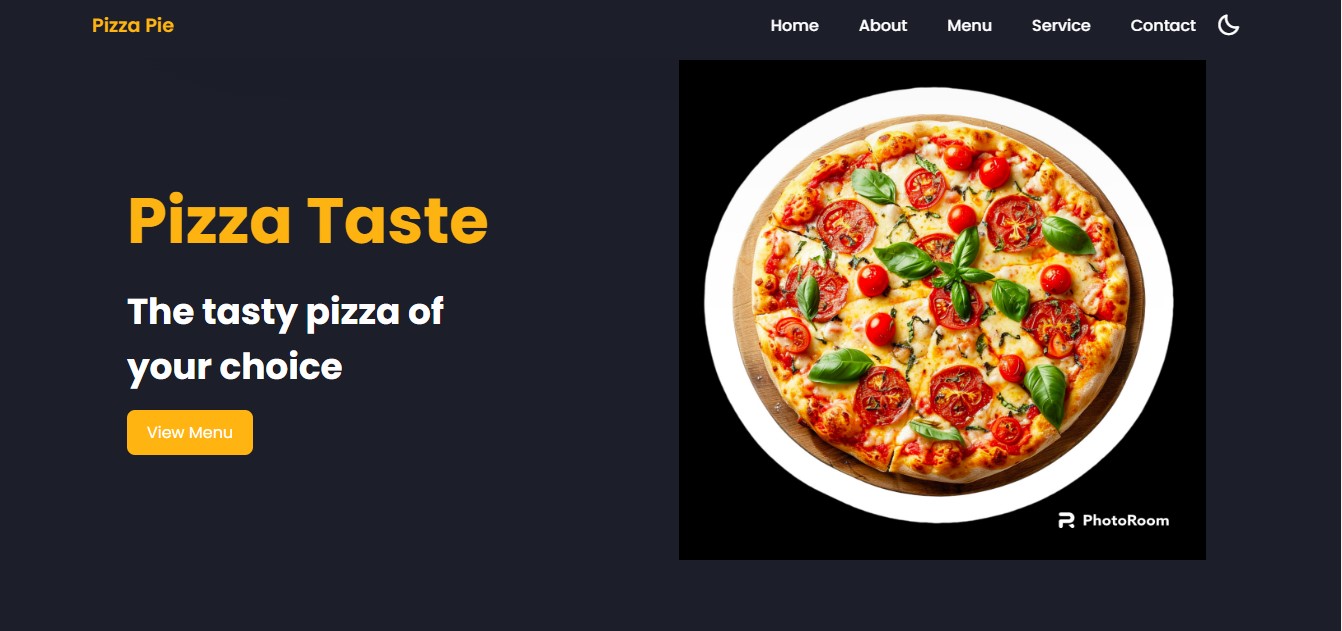 Pizza Pie
Home About Menu Service Contact
Pizza Taste
The tasty pizza of
your choice
View Menu
PhotoRoom